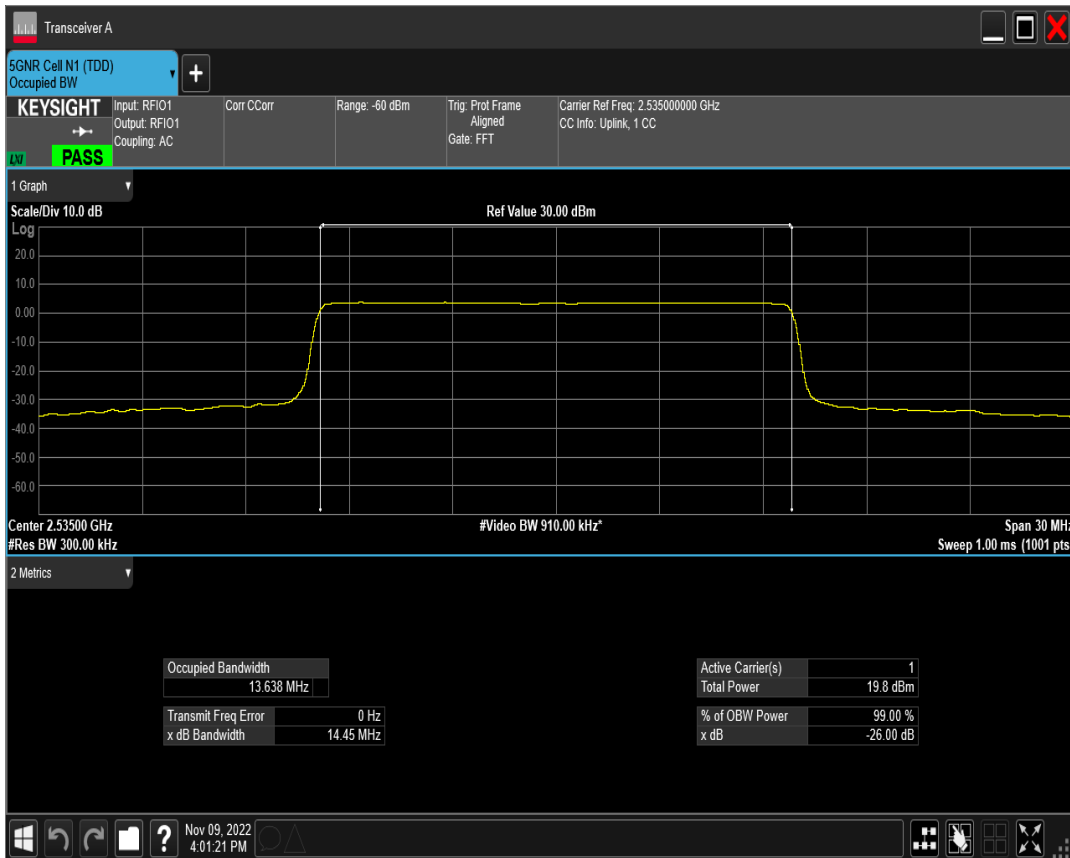 Transceiver A
5GNR Cell N1 (TDD)
Occupied BW
+
KEYSIGHT
LXI
PASS
Input: RFIO1
Output: RFIO1
Coupling: AC
Corr CCorr
Range: -60 dBm
Trig: Prot Frame
Aligned
Gate: FFT
Carrier Ref Freq: 2.535000000 GHz
CC Info: Uplink, 1 CC
1 Graph
Scale/Div 10.0 dB
Ref Value 30.00 dBm
Log
20.0
10.0
0.00
-10.0
-20.0
-30.0
-40.0
-50.0
-60.0
Center 2.53500 GHz
#Video BW 910.00 kHz*
Span 30 MHz
#Res BW 300.00 kHz
Sweep 1.00 ms (1001 pts
2 Metrics
Occupied Bandwidth
13.638 MHz
Transmit Freq Error 0 Hz
x dB Bandwidth 14.45 MHz
Active Carrier(s) 1
Total Power 19.8 dBm
% of OBW Power 99.00 %
x dB -26.00 dB
?
Nov 09, 2022
4:01:21 PM